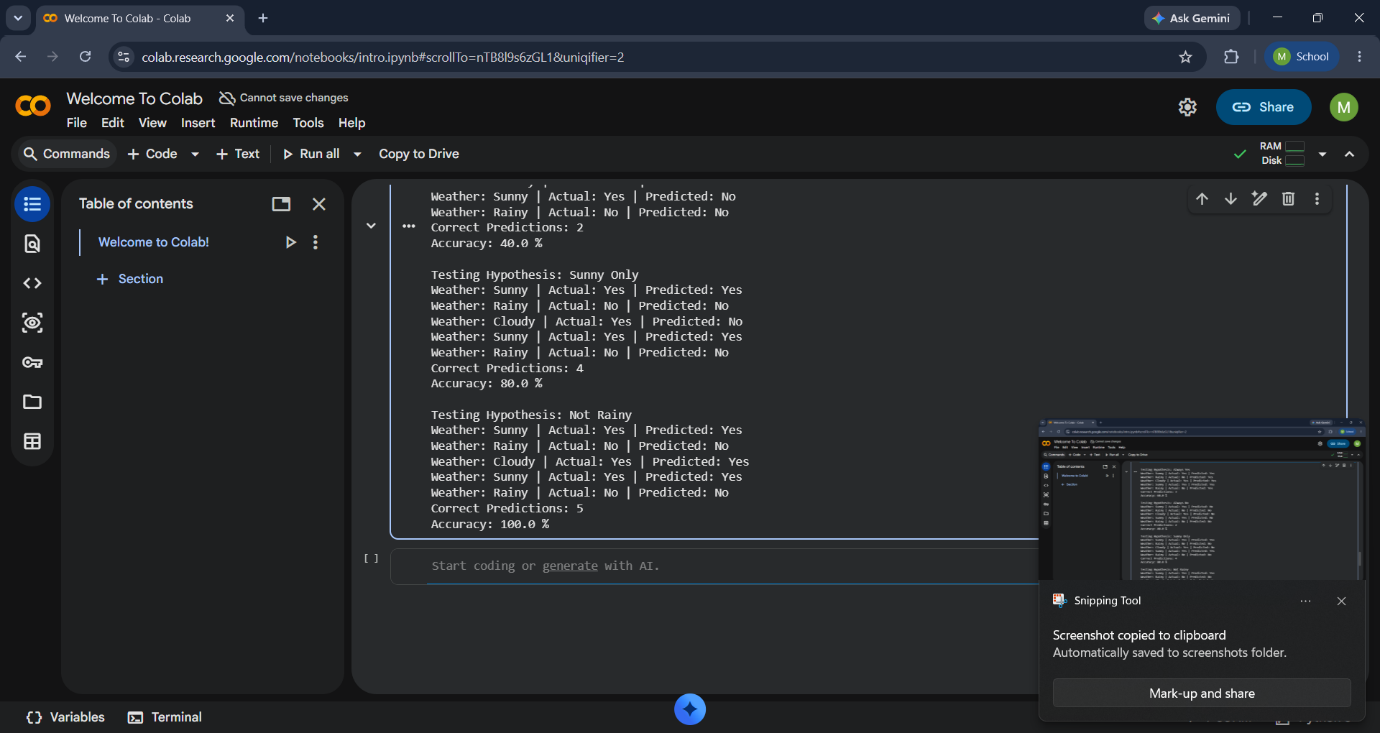 Welcome To Colab - Colab
Ask Gemini
colab.research.google.com/notebooks/intro.ipynb#scrollTo=nTB8l9s6zGL1&uniqifier=2
M School
Welcome To Colab
Cannot save changes
File Edit View Insert Runtime Tools Help
Share
M
Commands + Code + Text Run all Copy to Drive
RAM
Disk
Table of contents
Welcome to Colab!
+ Section
Weather: Sunny | Actual: Yes | Predicted: No
Weather: Rainy | Actual: No | Predicted: No
Correct Predictions: 2
Accuracy: 40.0 %
Testing Hypothesis: Sunny Only
Weather: Sunny | Actual: Yes | Predicted: Yes
Weather: Rainy | Actual: No | Predicted: No
Weather: Cloudy | Actual: Yes | Predicted: No
Weather: Sunny | Actual: Yes | Predicted: Yes
Weather: Rainy | Actual: No | Predicted: No
Correct Predictions: 4
Accuracy: 80.0 %
Testing Hypothesis: Not Rainy
Weather: Sunny | Actual: Yes | Predicted: Yes
Weather: Rainy | Actual: No | Predicted: No
Weather: Cloudy | Actual: Yes | Predicted: Yes
Weather: Sunny | Actual: Yes | Predicted: Yes
Weather: Rainy | Actual: No | Predicted: No
Correct Predictions: 5
Accuracy: 100.0 %
[ ] Start coding or generate with AI.
Snipping Tool
Screenshot copied to clipboard
Automatically saved to screenshots folder.
Mark-up and share
{} Variables Terminal